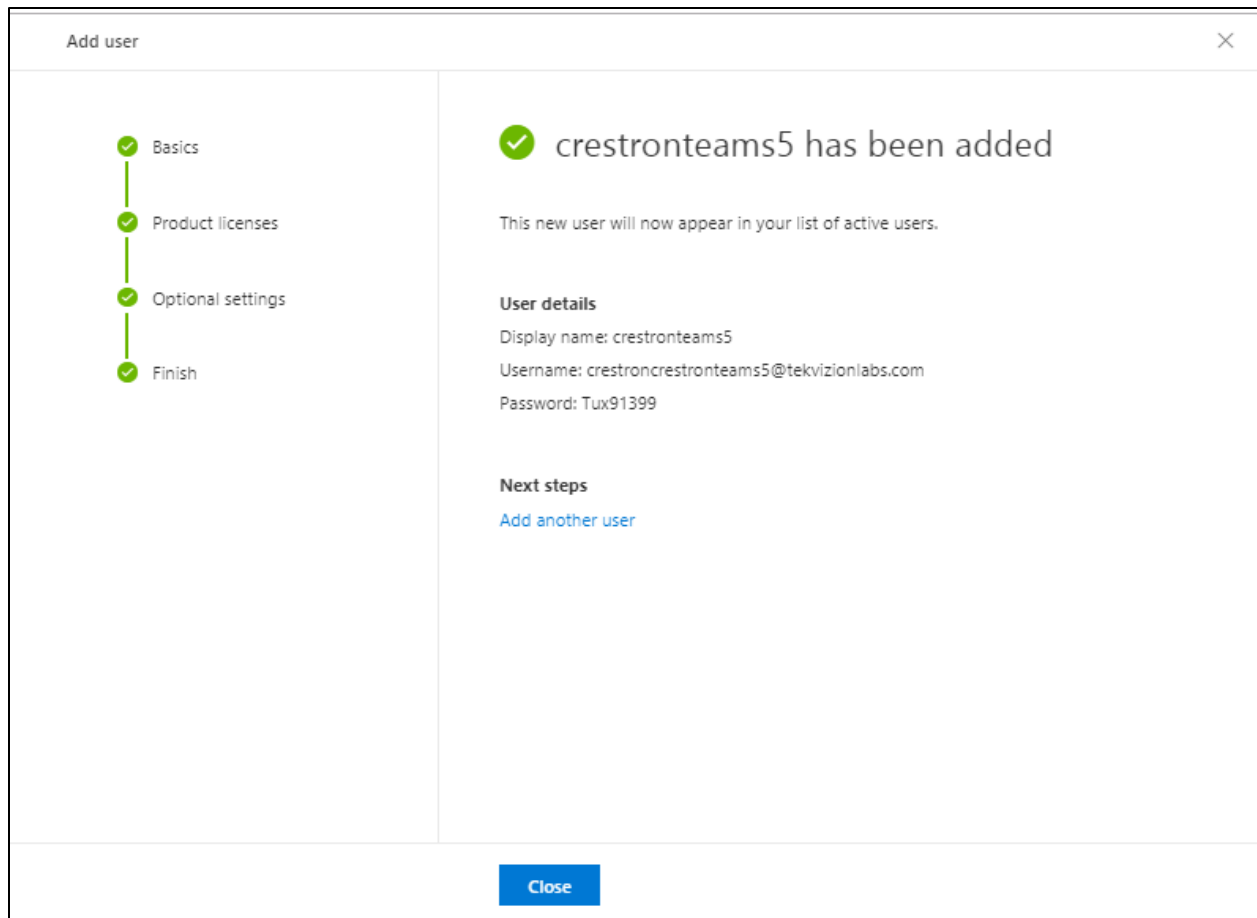 Add user
Basics
Product licenses
Optional settings
Finish
crestronteams5 has been added
This new user will now appear in your list of active users.
User details
Display name: crestronteams5
Username: crestroncrestronteams5@tekvizionlabs.com
Password: Tux91399
Next steps
Add another user
Close